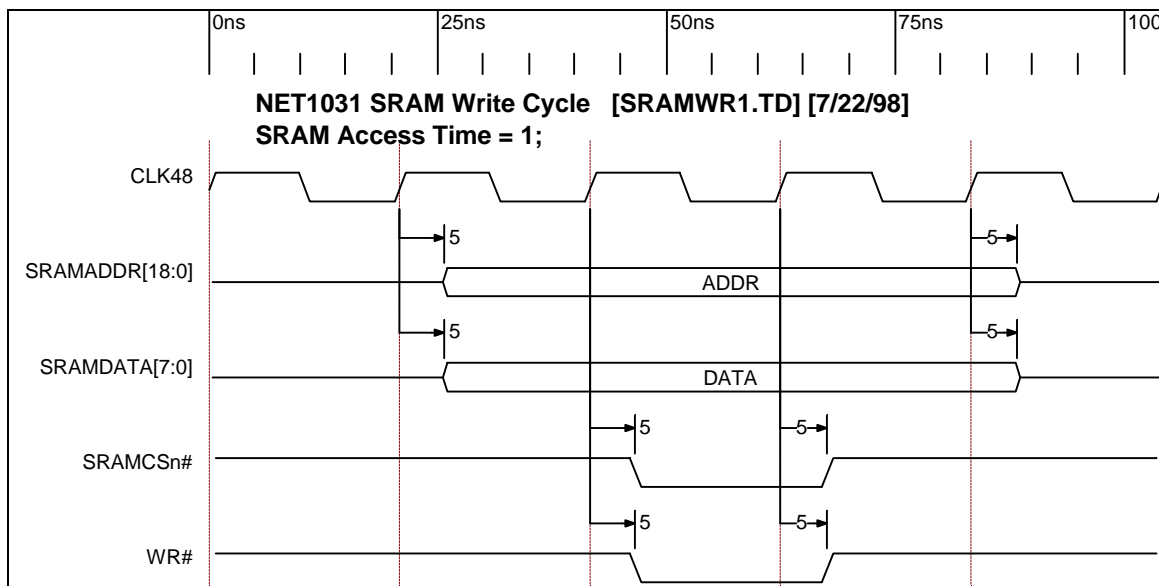 0ns 25ns 50ns 75ns 100
NET1031 SRAM Write Cycle [SRAMWR1.TD] [7/22/98]
SRAM Access Time = 1;
CLK48
5 5
SRAMADDR[18:0] ADDR
5 5
SRAMDATA[7:0] DATA
5 5
SRAMCSn#
5 5
WR#